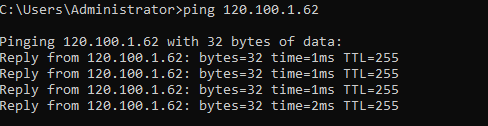 C:\Users\Administrator>ping 120.100.1.62
Pinging 120.100.1.62 with 32 bytes of data:
Reply from 120.100.1.62: bytes=32 time=1ms TTL=255
Reply from 120.100.1.62: bytes=32 time=1ms TTL=255
Reply from 120.100.1.62: bytes=32 time=1ms TTL=255
Reply from 120.100.1.62: bytes=32 time=2ms TTL=255